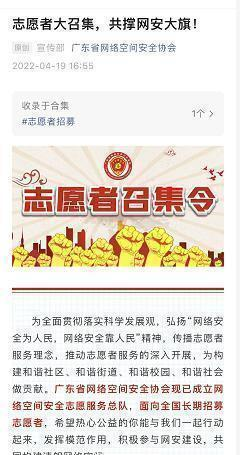 志愿者大召集，共撑网安大旗！
原创 宣传部 广东省网络空间安全协会
2022-04-19 16:55
收录于合集
1个 >
#志愿者招募
志愿者召集令
为全面贯彻落实科学发展观，弘扬“网络安
全为人民，网络安全靠人民”精神，传播志愿者
服务理念，推动志愿者服务的深入开展，为构
建和谐社区、和谐街道、和谐校园、和谐社会
做贡献，广东省网络空间安全协会现已成立网
络空间安全志愿服务总队，面向全国长期招募
志愿者，希望热心公益的你能与我们一起行动
起来，发挥模范作用，积极参与网安建设，共